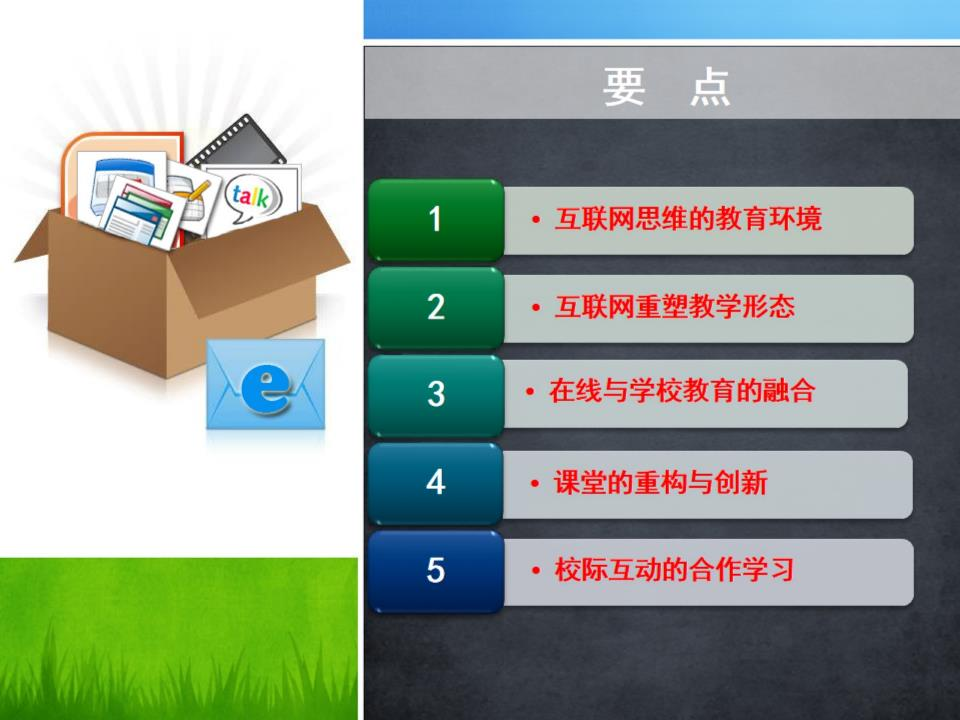 要 点
talk
e
1
• 互联网思维的教育环境
2
• 互联网重塑教学形态
3
• 在线与学校教育的融合
4
• 课堂的重构与创新
5
• 校际互动的合作学习